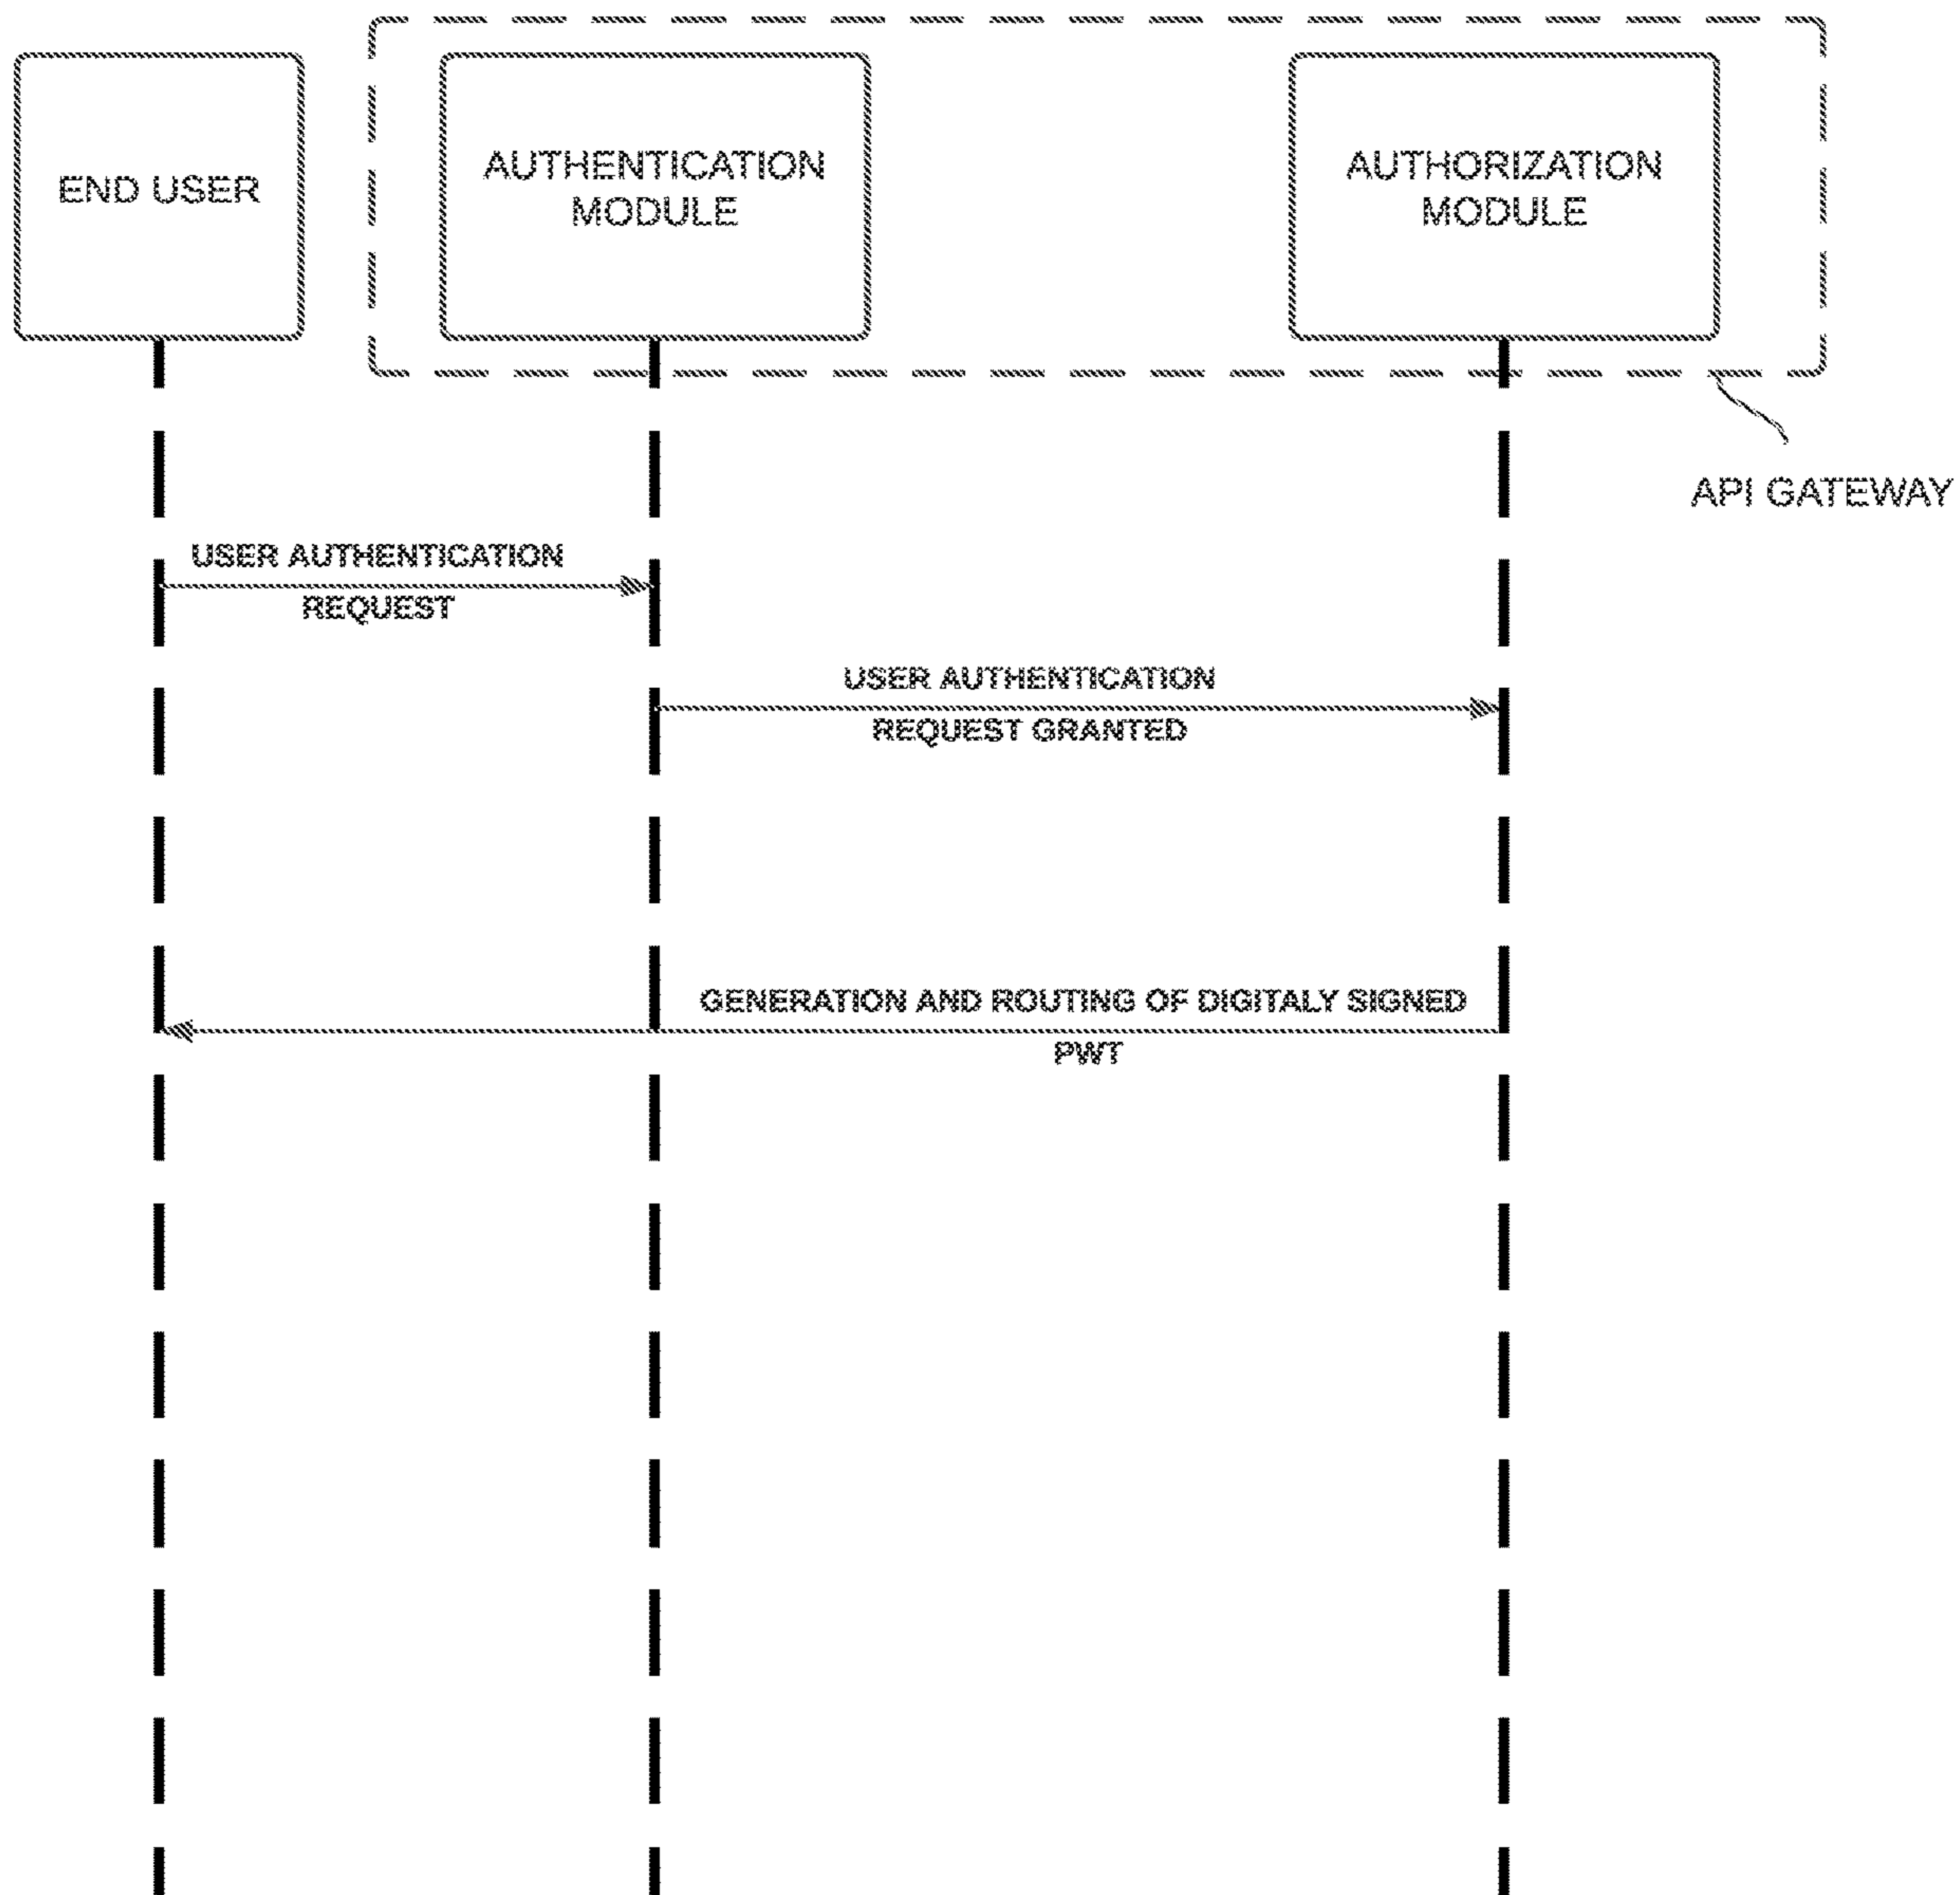 END USER
AUTHENTICATION
MODULE
AUTHORIZATION
MODULE
API GATEWAY
USER AUTHENTICATION
REQUEST
USER AUTHENTICATION
REQUEST GRANTED
GENERATION AND ROUTING OF DIGITALY SIGNED
PWT